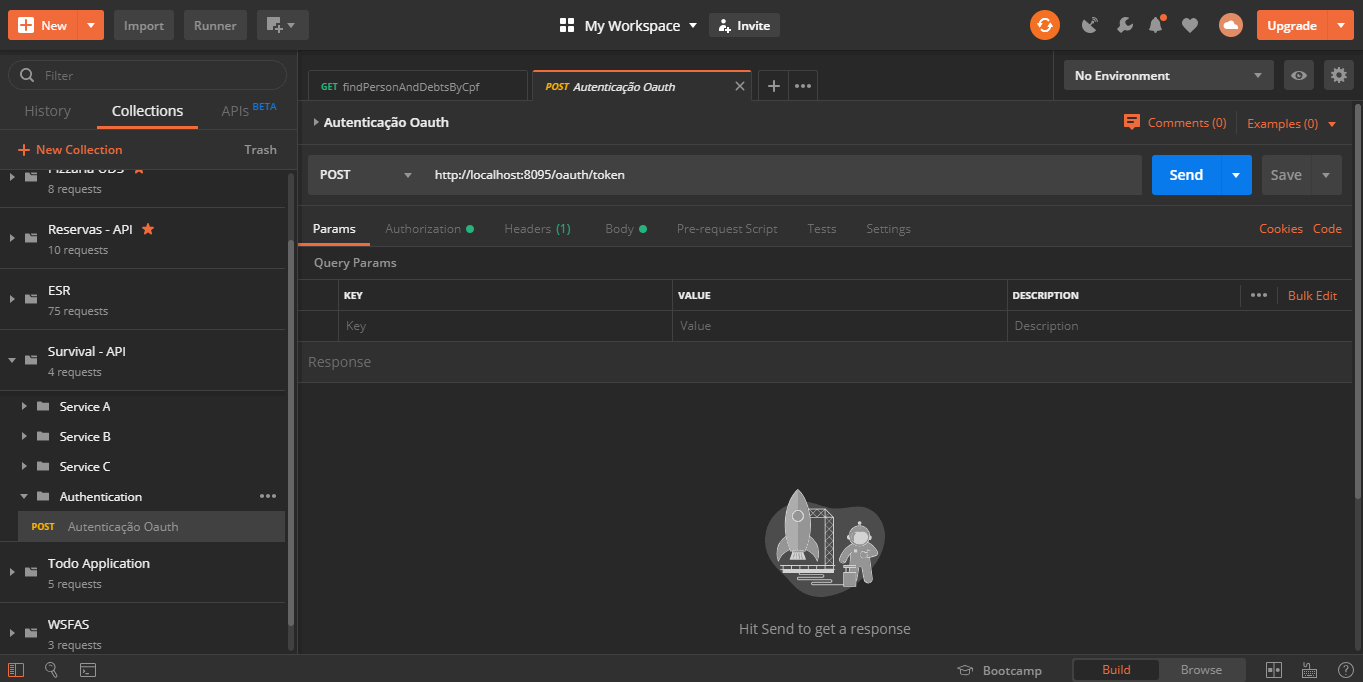 New
Import
Runner
My Workspace
Invite
Upgrade
Filter
History
Collections
APIs BETA
New Collection
Trash
8 requests
Reservas - API
10 requests
ESR
75 requests
Survival - API
4 requests
Service A
Service B
Service C
Authentication
POST Autenticação Oauth
Todo Application
5 requests
WSFAS
3 requests
GET findPersonAndDebtsByCpf
POST Autenticação Oauth
No Environment
Autenticação Oauth
Comments (0)
Examples (0)
POST
http://localhost:8095/oauth/token
Send
Save
Params
Authorization
Headers (1)
Body
Pre-request Script
Tests
Settings
Cookies
Code
Query Params
KEY
VALUE
DESCRIPTION
Bulk Edit
Key
Value
Description
Response
Hit Send to get a response
Bootcamp
Build
Browse